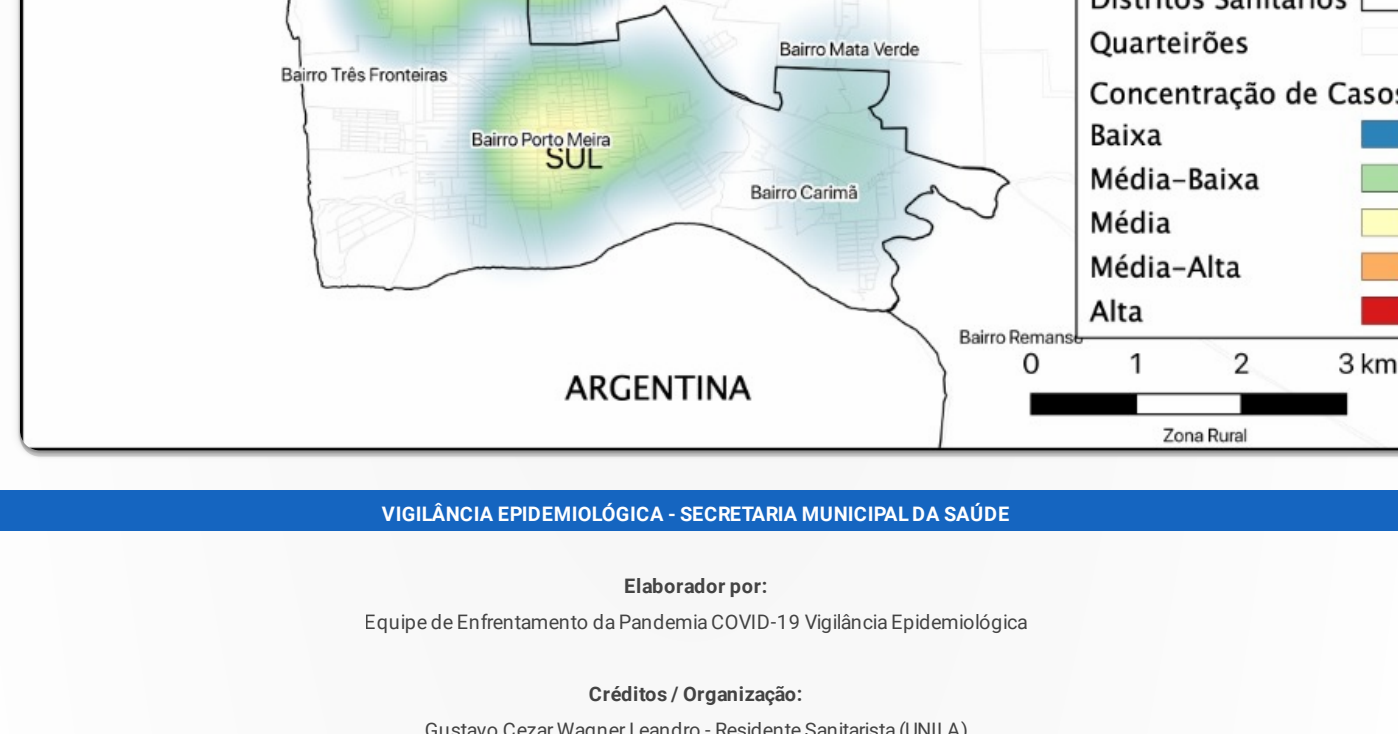 Distritos Sanitários
Bairro Mata Verde
Quarteirões
Bairro Três Fronteiras
Concentração de Casos
Baixa
Bairro Porto Meira
SUL
Média-Baixa
Bairro Carimã
Média
Média-Alta
Alta
Bairro Remanso
0 1 2 3 km
ARGENTINA
Zona Rural
VIGILÂNCIA EPIDEMIOLÓGICA - SECRETARIA MUNICIPAL DA SAÚDE
Elaborador por:
Equipe de Enfrentamento da Pandemia COVID-19 Vigilância Epidemiológica
Créditos / Organização:
Gustavo Cezar Wagner Leandro - Residente Sanitarista (UNILA)